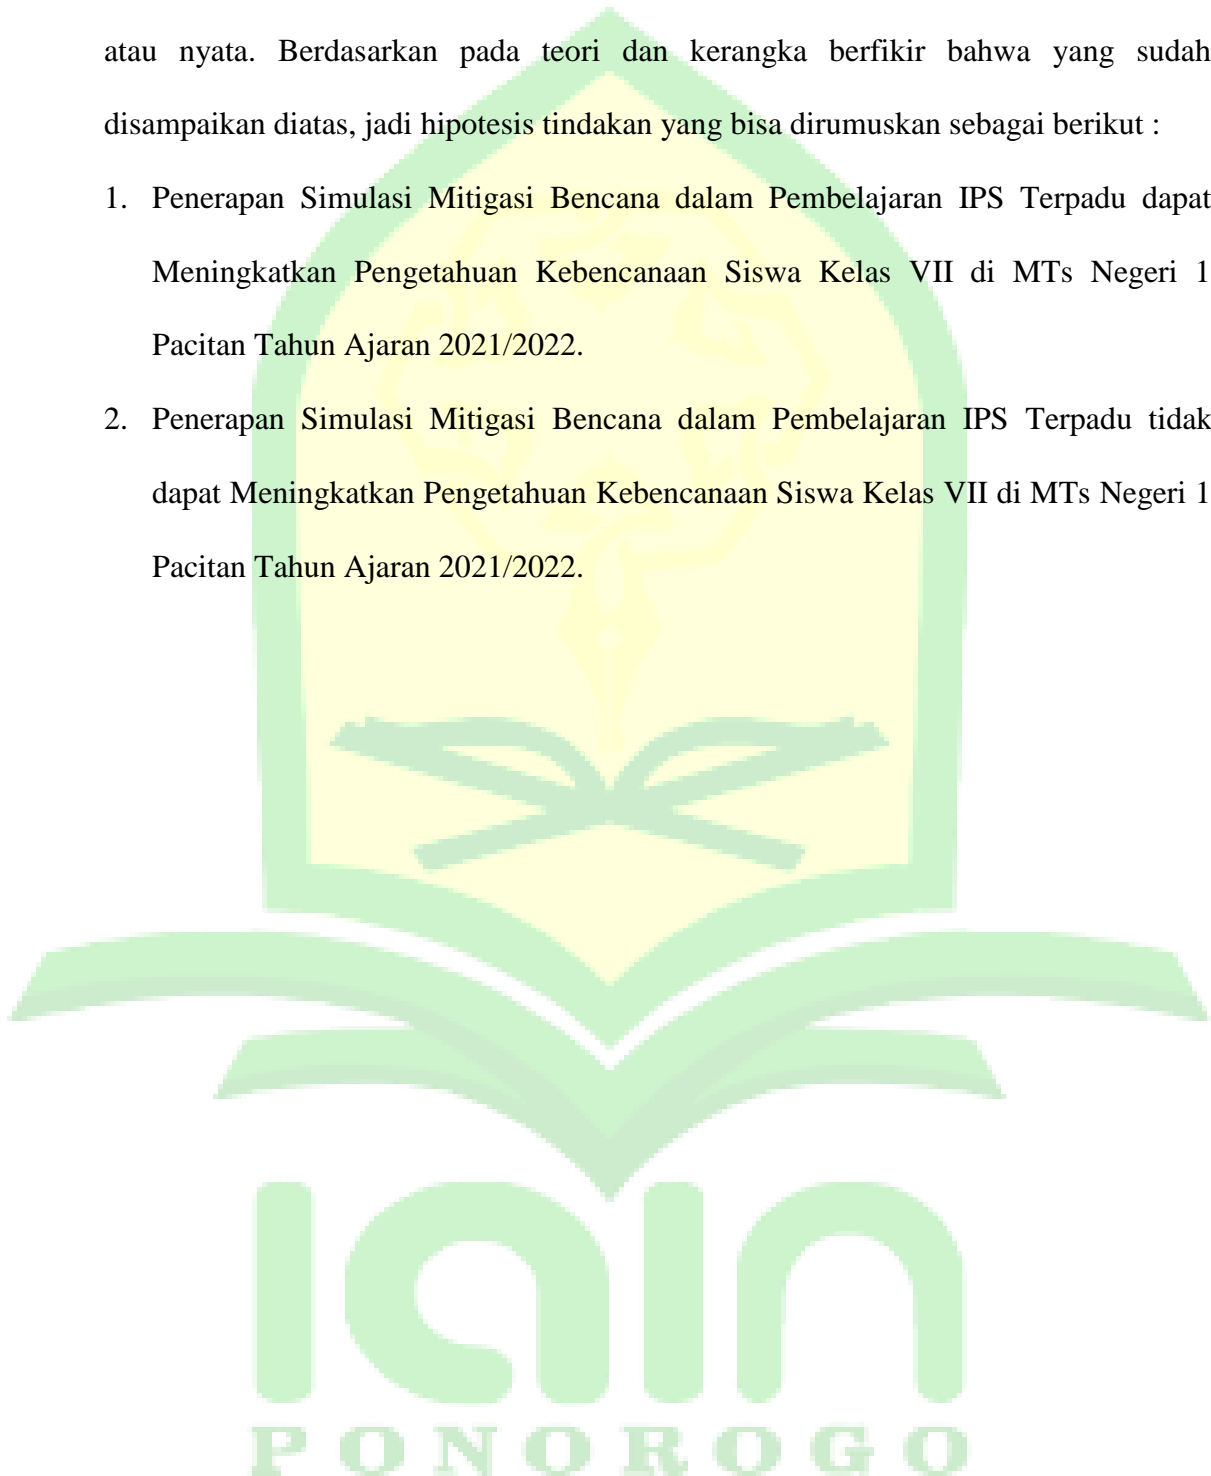 atau nyata. Berdasarkan pada teori dan kerangka berfikir bahwa yang sudah
disampaikan diatas, jadi hipotesis tindakan yang bisa dirumuskan sebagai berikut :
1. Penerapan Simulasi Mitigasi Bencana dalam Pembelajaran IPS Terpadu dapat
Meningkatkan Pengetahuan Kebencanaan Siswa Kelas VII di MTs Negeri 1
Pacitan Tahun Ajaran 2021/2022.
2. Penerapan Simulasi Mitigasi Bencana dalam Pembelajaran IPS Terpadu tidak
dapat Meningkatkan Pengetahuan Kebencanaan Siswa Kelas VII di MTs Negeri 1
Pacitan Tahun Ajaran 2021/2022.
iain
PONOROGO